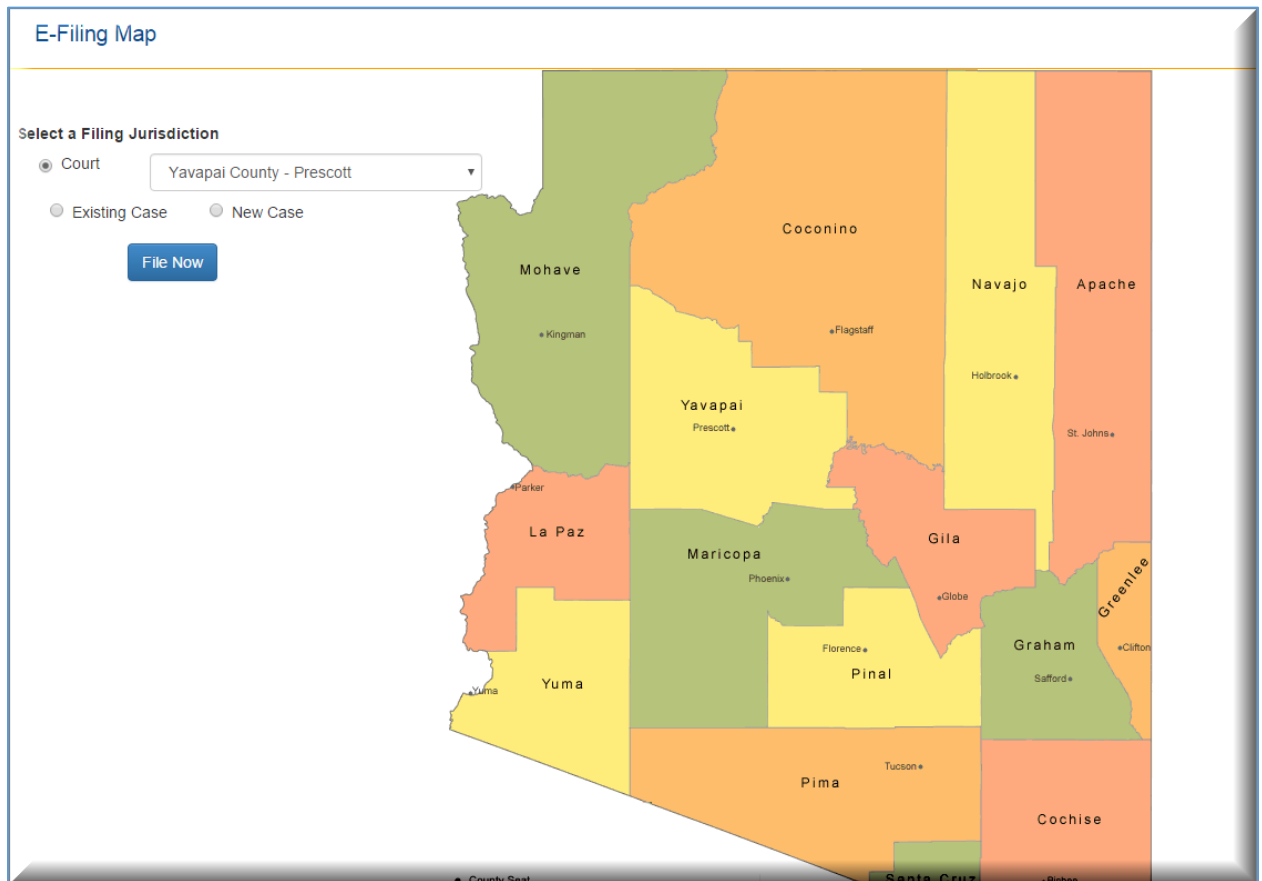 E-Filing Map
Select a Filing Jurisdiction
Court
Yavapai County - Prescott
Existing Case
New Case
File Now
Coconino
Mohave
Navajo
Apache
Flagstaff
Kingman
Holbrook
Yavapai
Prescott
St. Johns
Parker
La Paz
Gila
Maricopa
Phoenix
Greenlee
Globe
Graham
Florence
Clifton
Pinal
Safford
Yuma
Yuma
Tucson
Pima
Cochise
County Seat
Santa Cruz
Bisbee